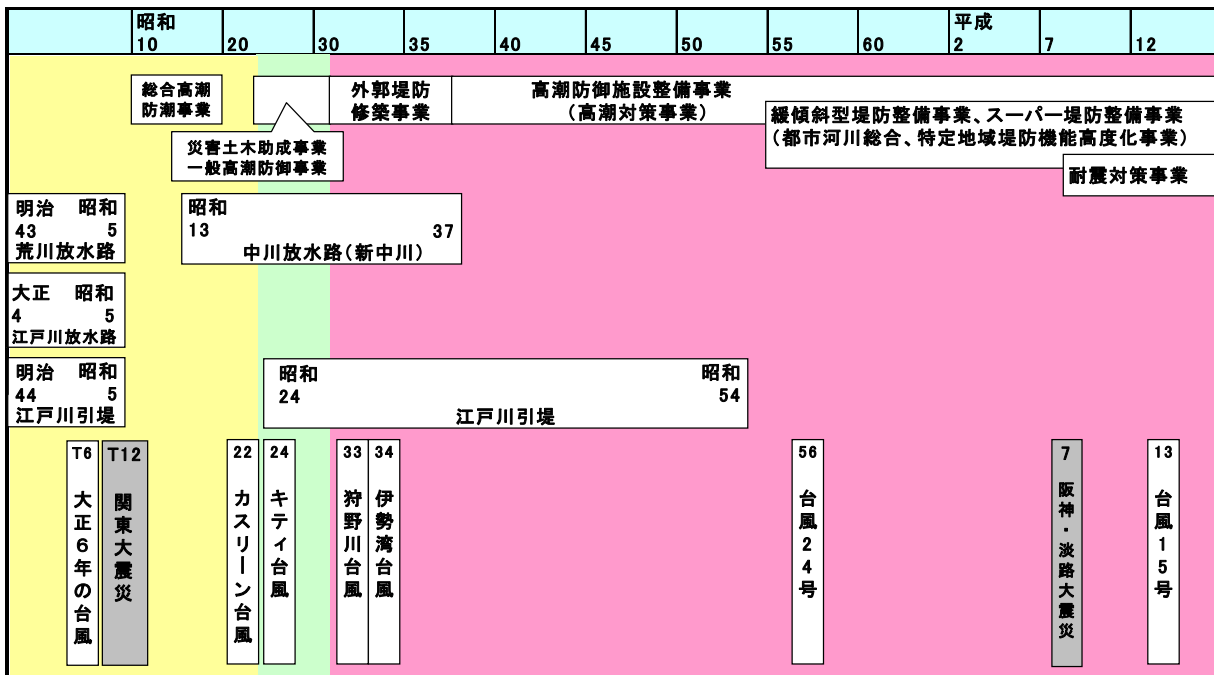 昭和 平成
10 20 30 35 40 45 50 55 60 2 7 12
総合高潮
防潮事業
外郭堤防
修築事業
高潮防御施設整備事業
(高潮対策事業)
緩傾斜型堤防整備事業、スーパー堤防整備事業
(都市河川総合、特定地域堤防機能高度化事業)
災害土木助成事業
一般高潮防御事業
耐震対策事業
明治 昭和
43 5
荒川放水路
昭和
13 37
中川放水路(新中川)
大正 昭和
4 5
江戸川放水路
明治 昭和
44 5
江戸川引堤
昭和 昭和
24 54
江戸川引堤
T6
大正6年の台風
T12
関東大震災
22
カスリーン台風
24
キティ台風
33
狩野川台風
34
伊勢湾台風
56
台風24号
7
阪神・淡路大震災
13
台風15号